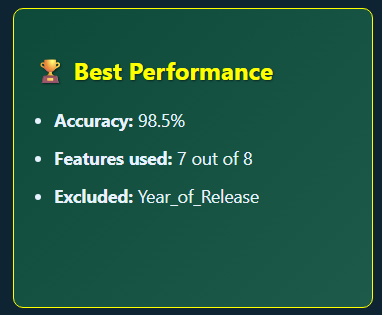 🏆 Best Performance
• Accuracy: 98.5%
• Features used: 7 out of 8
• Excluded: Year_of_Release